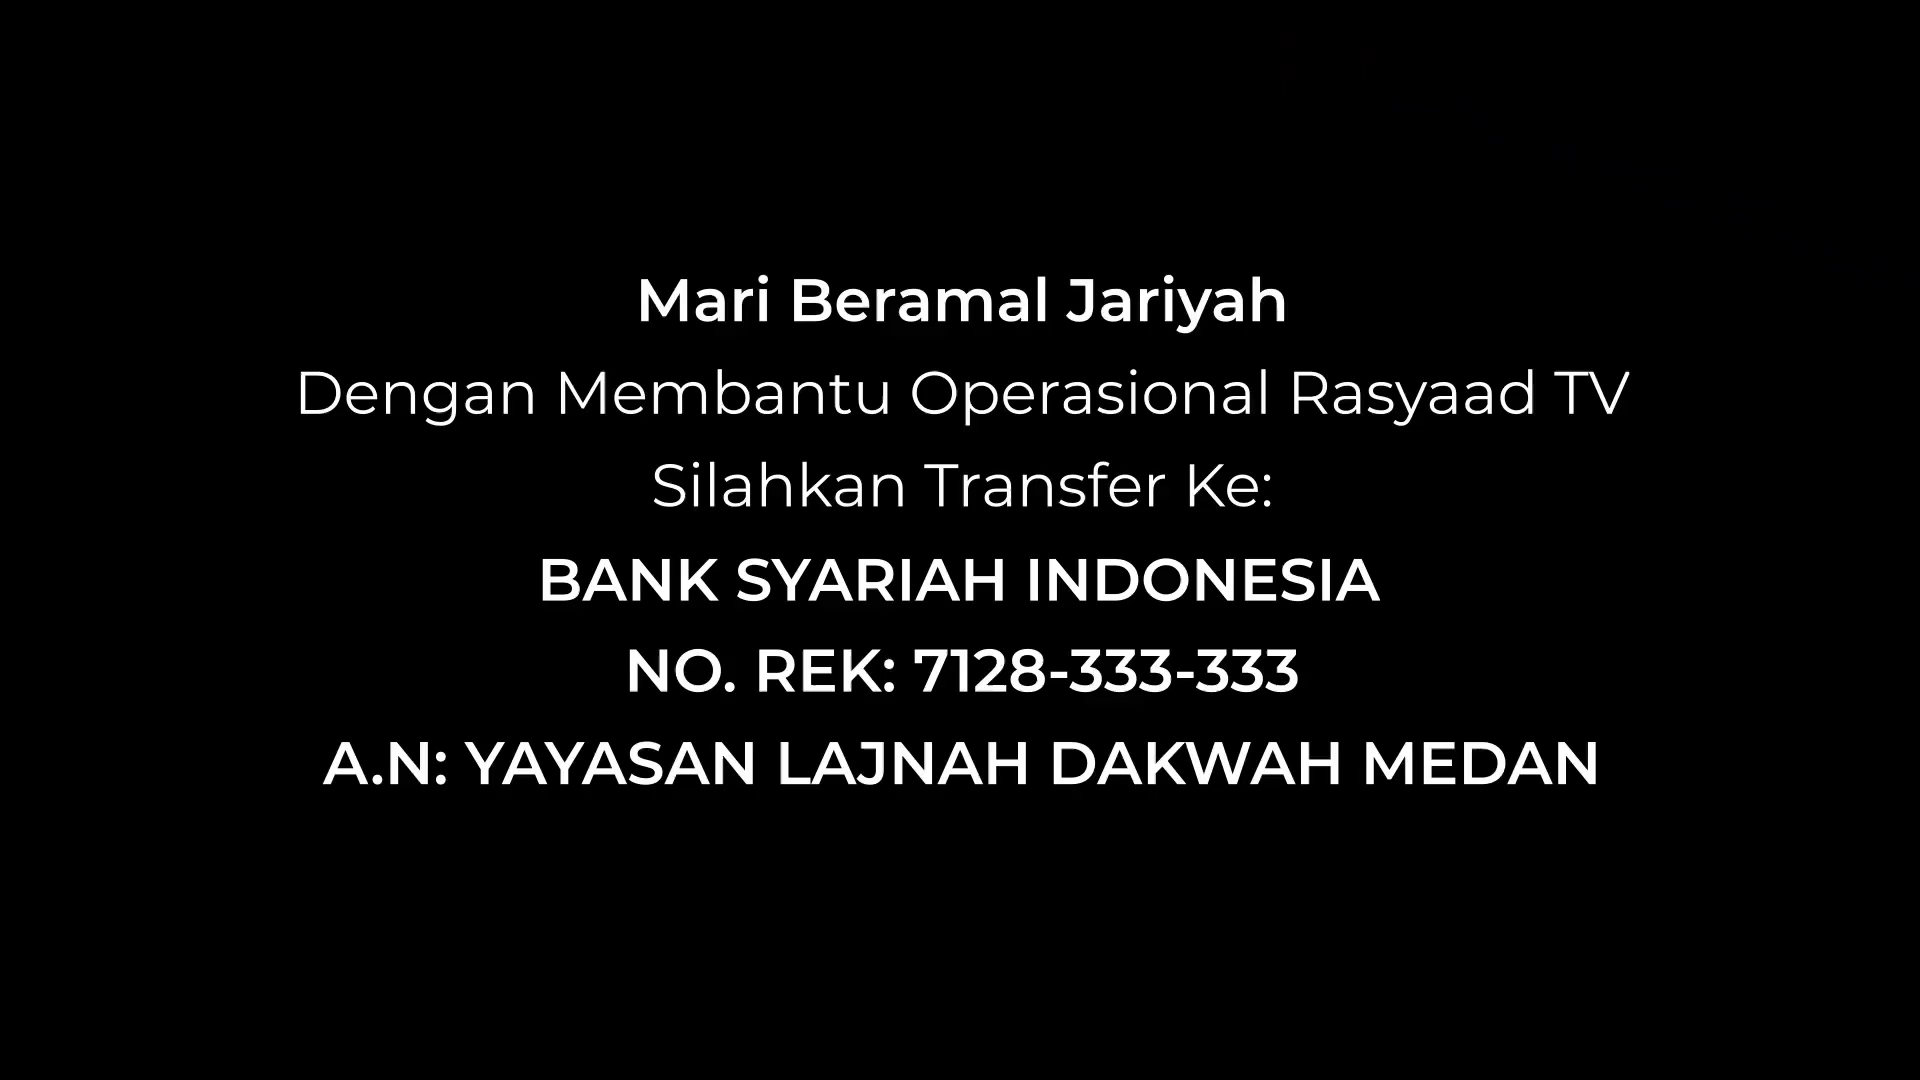 Mari Beramal Jariyah
Dengan Membantu Operasional Rasyaad TV
Silahkan Transfer Ke:
BANK SYARIAH INDONESIA
NO. REK: 7128-333-333
A.N: YAYASAN LAJNAH DAKWAH MEDAN